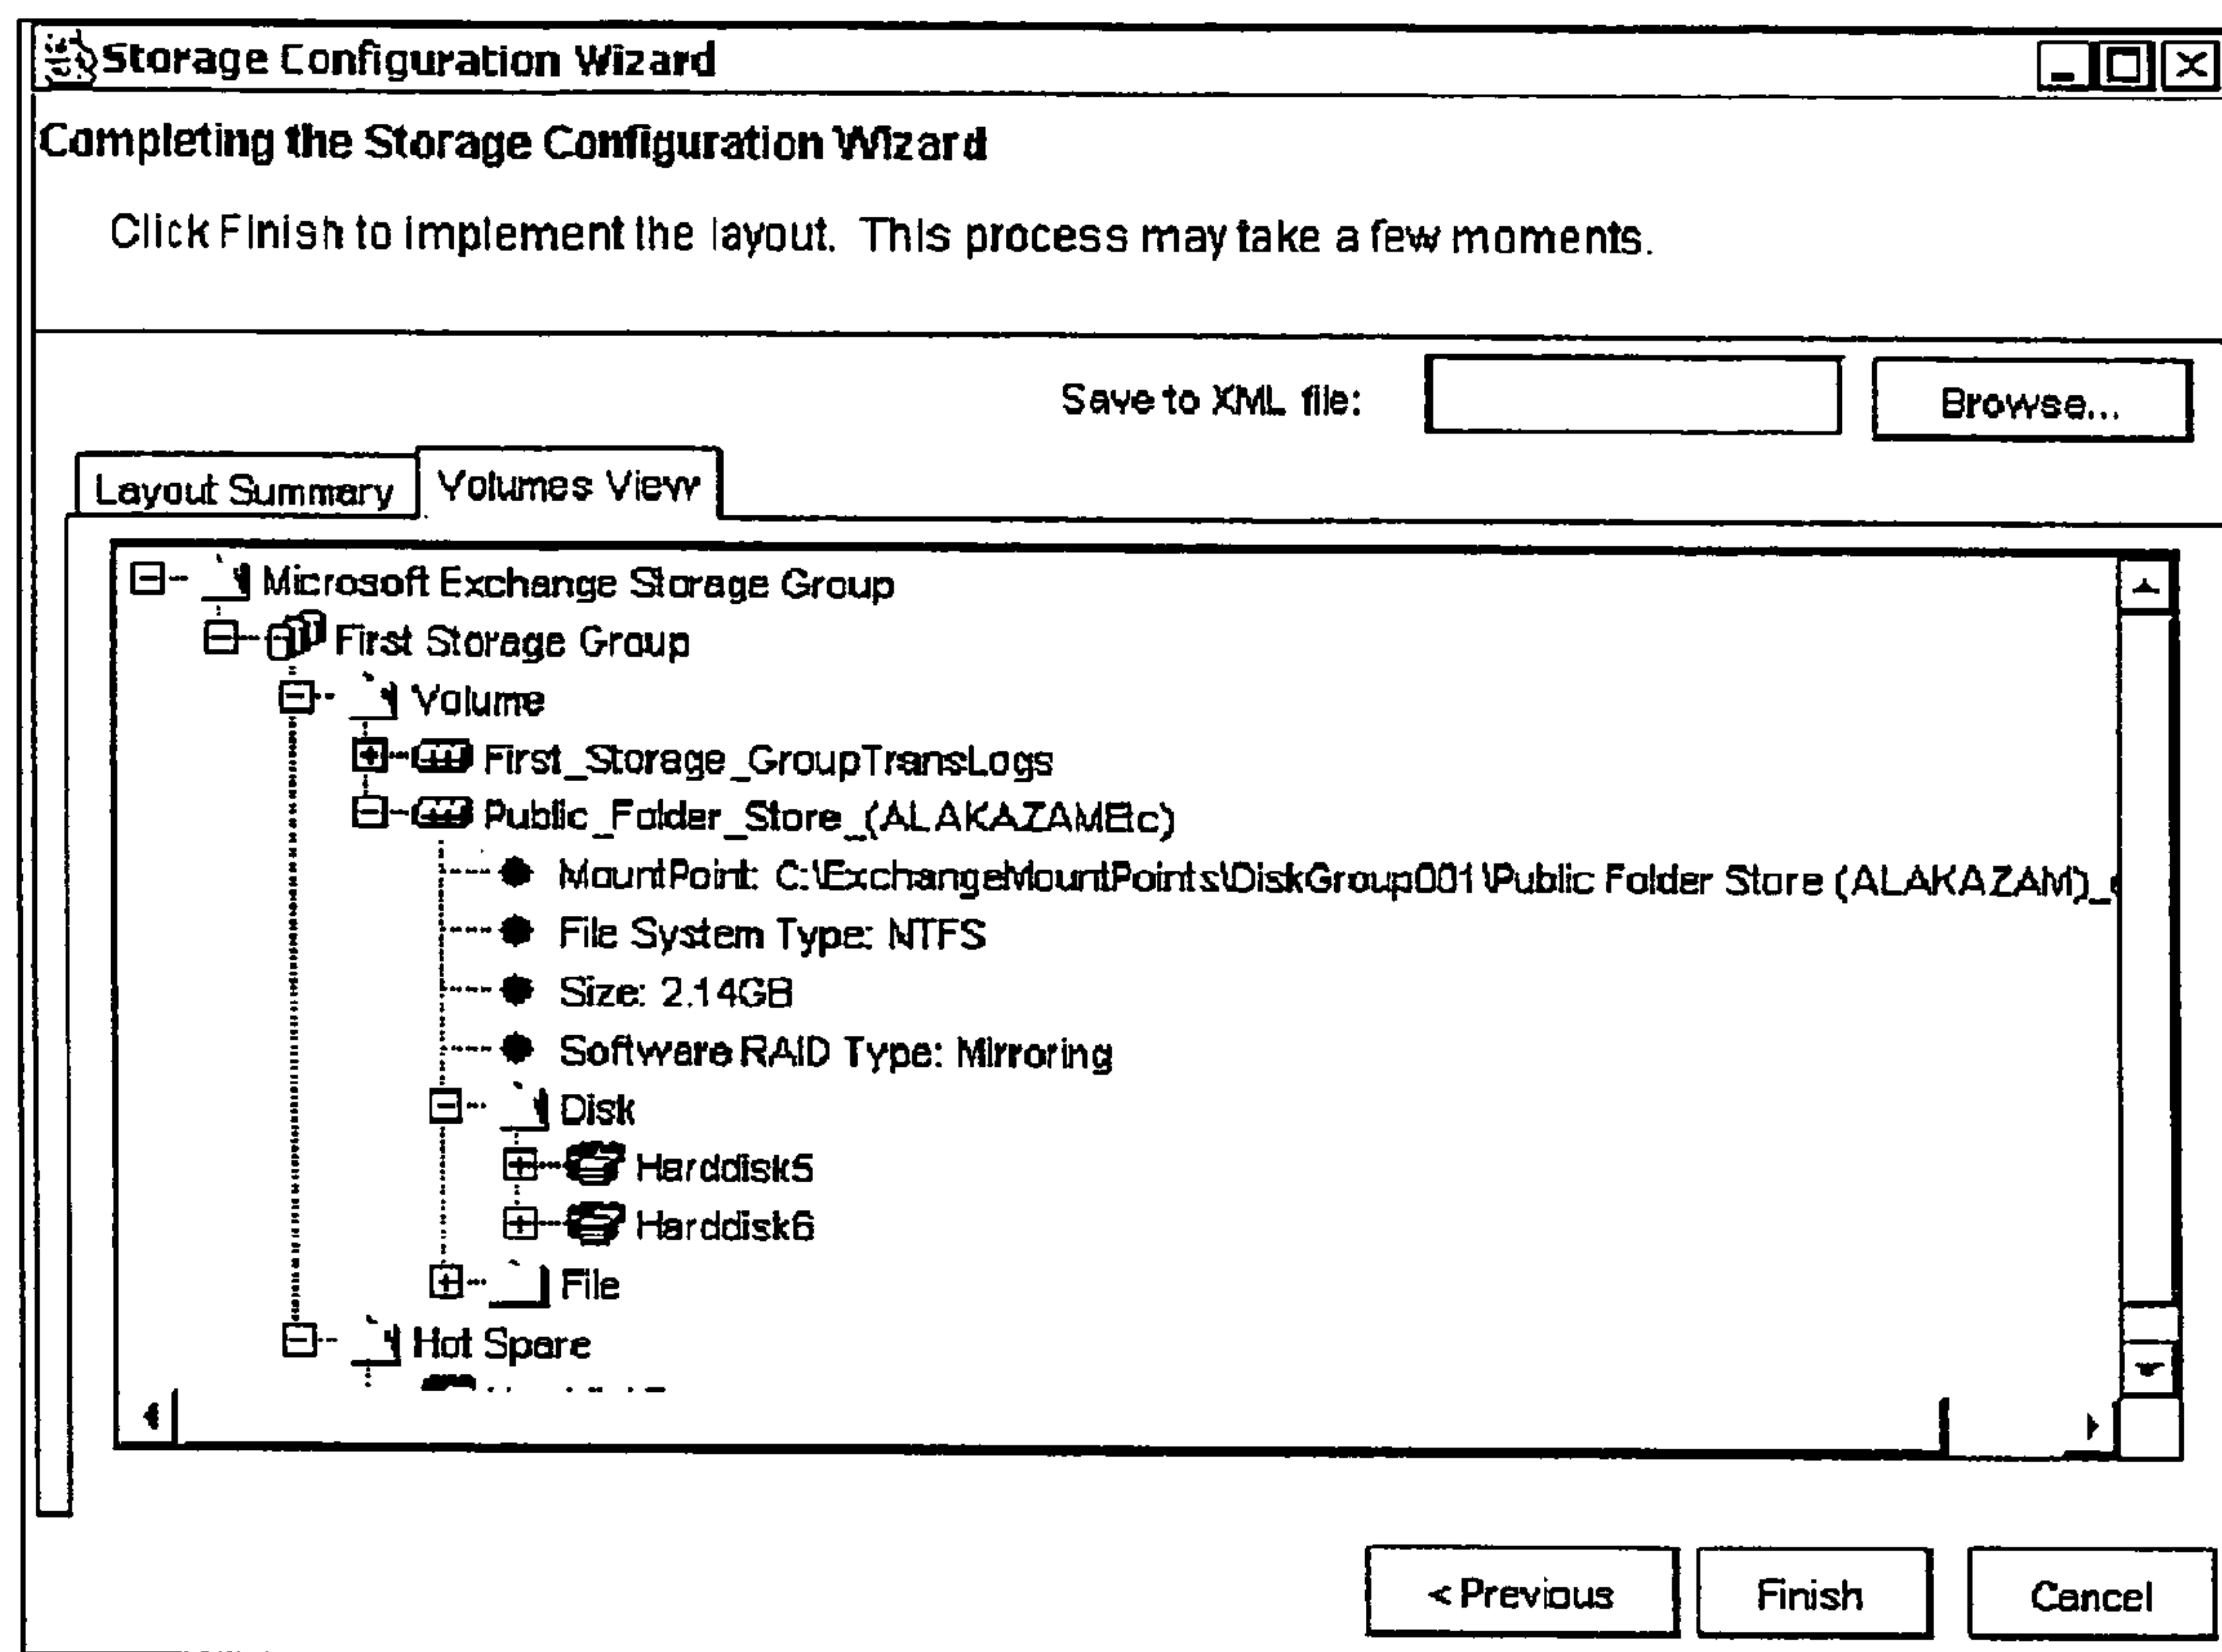 Storage Configuration Wizard
Completing the Storage Configuration Wizard
Click Finish to implement the layout. This process may take a few moments.
Save to XML file:
Browse...
Layout Summary
Volumes View
Microsoft Exchange Storage Group
First Storage Group
Volume
First_Storage_GroupTransLogs
Public_Folder_Store_(ALAKAZAMEtc)
MountPoint: C:\ExchangeMountPoints\DiskGroup001\Public Folder Store (ALAKAZAM)_
File System Type: NTFS
Size: 2.14GB
Software RAID Type: Mirroring
Disk
Harddisk5
Harddisk6
File
Hot Spare
< Previous
Finish
Cancel